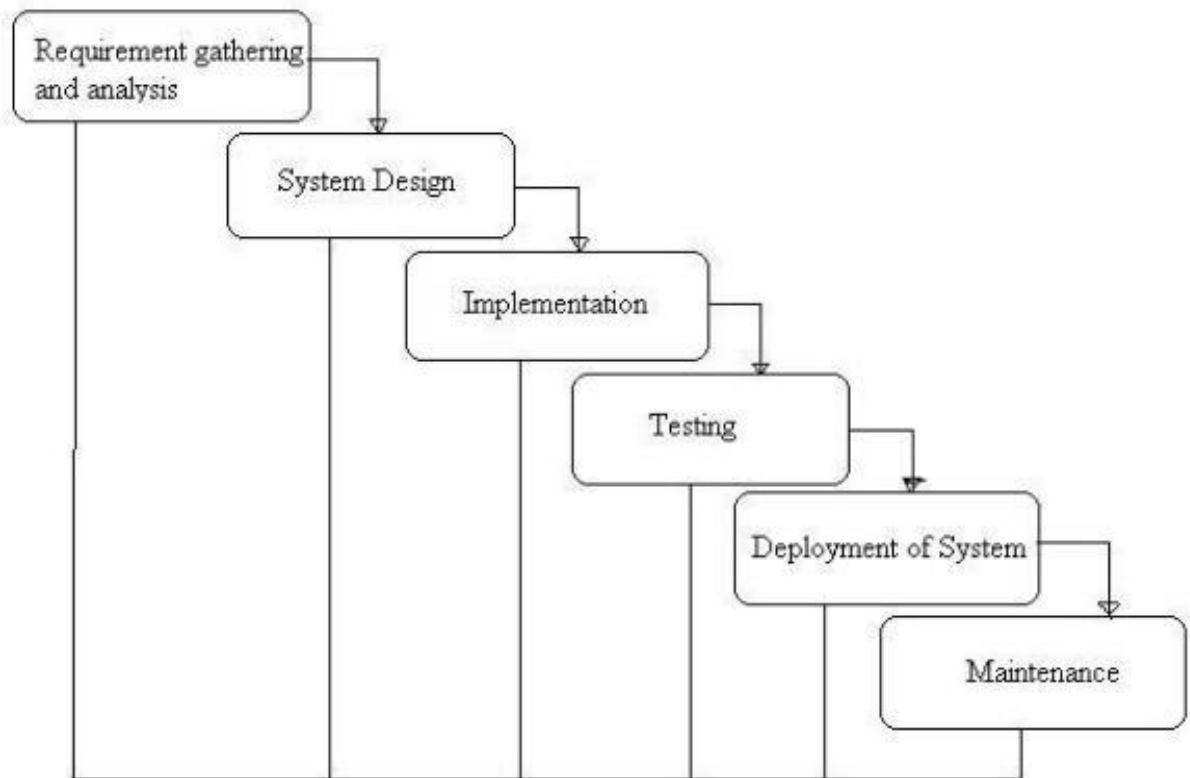 Requirement gathering
and analysis
System Design
Implementation
Testing
Deployment of System
Maintenance